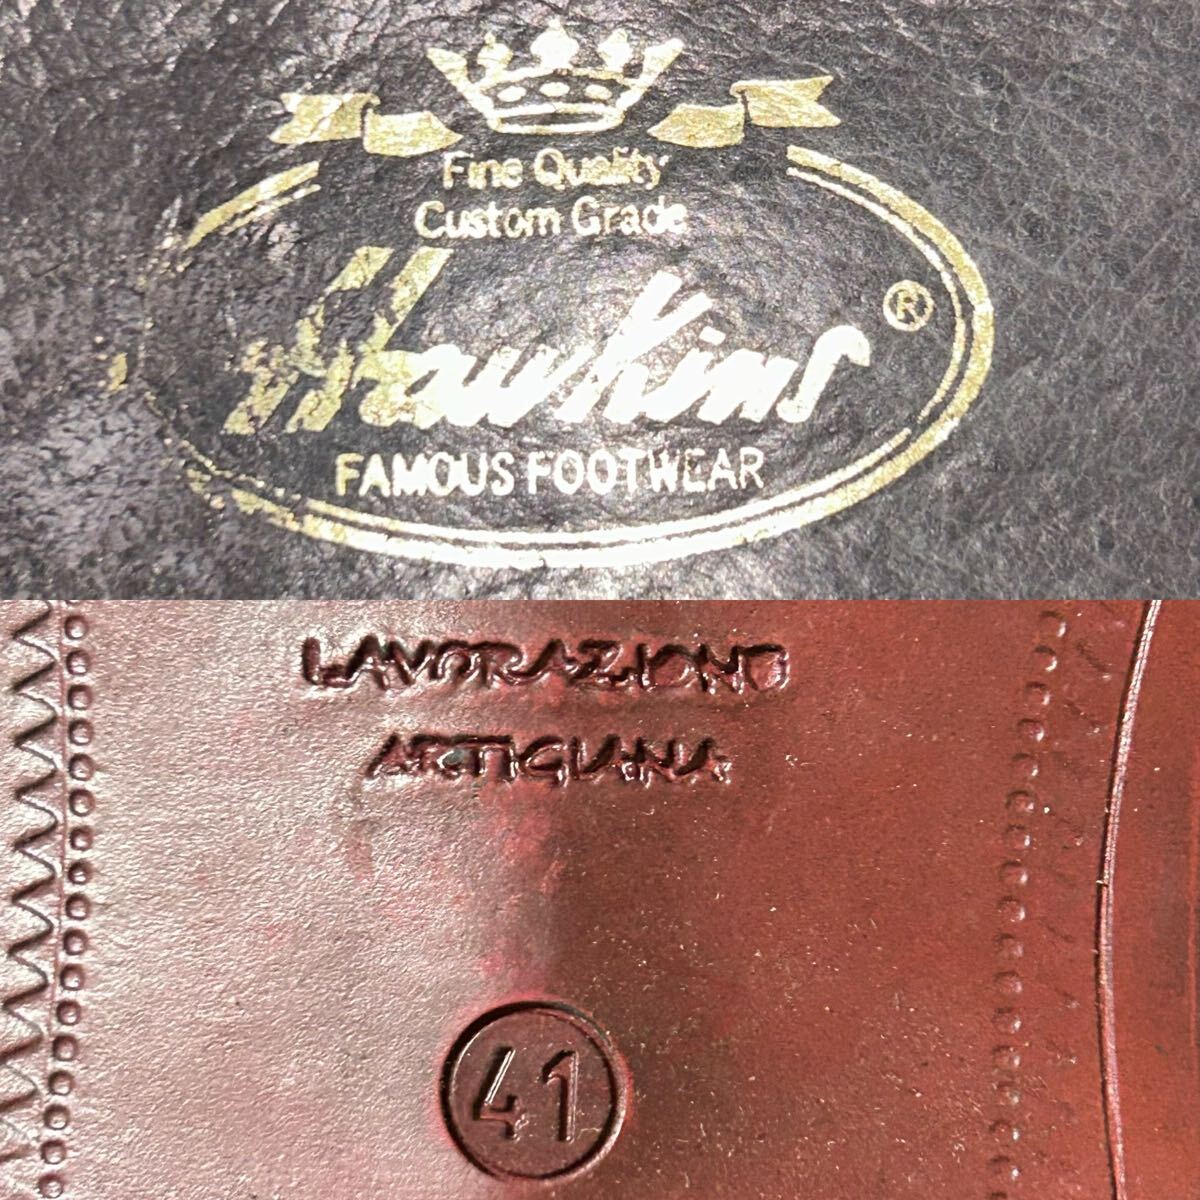 Fine Quality
Custom Grade
Hawkins ®
FAMOUS FOOTWEAR
LAVORAZIONE
ARTIGIANA
41